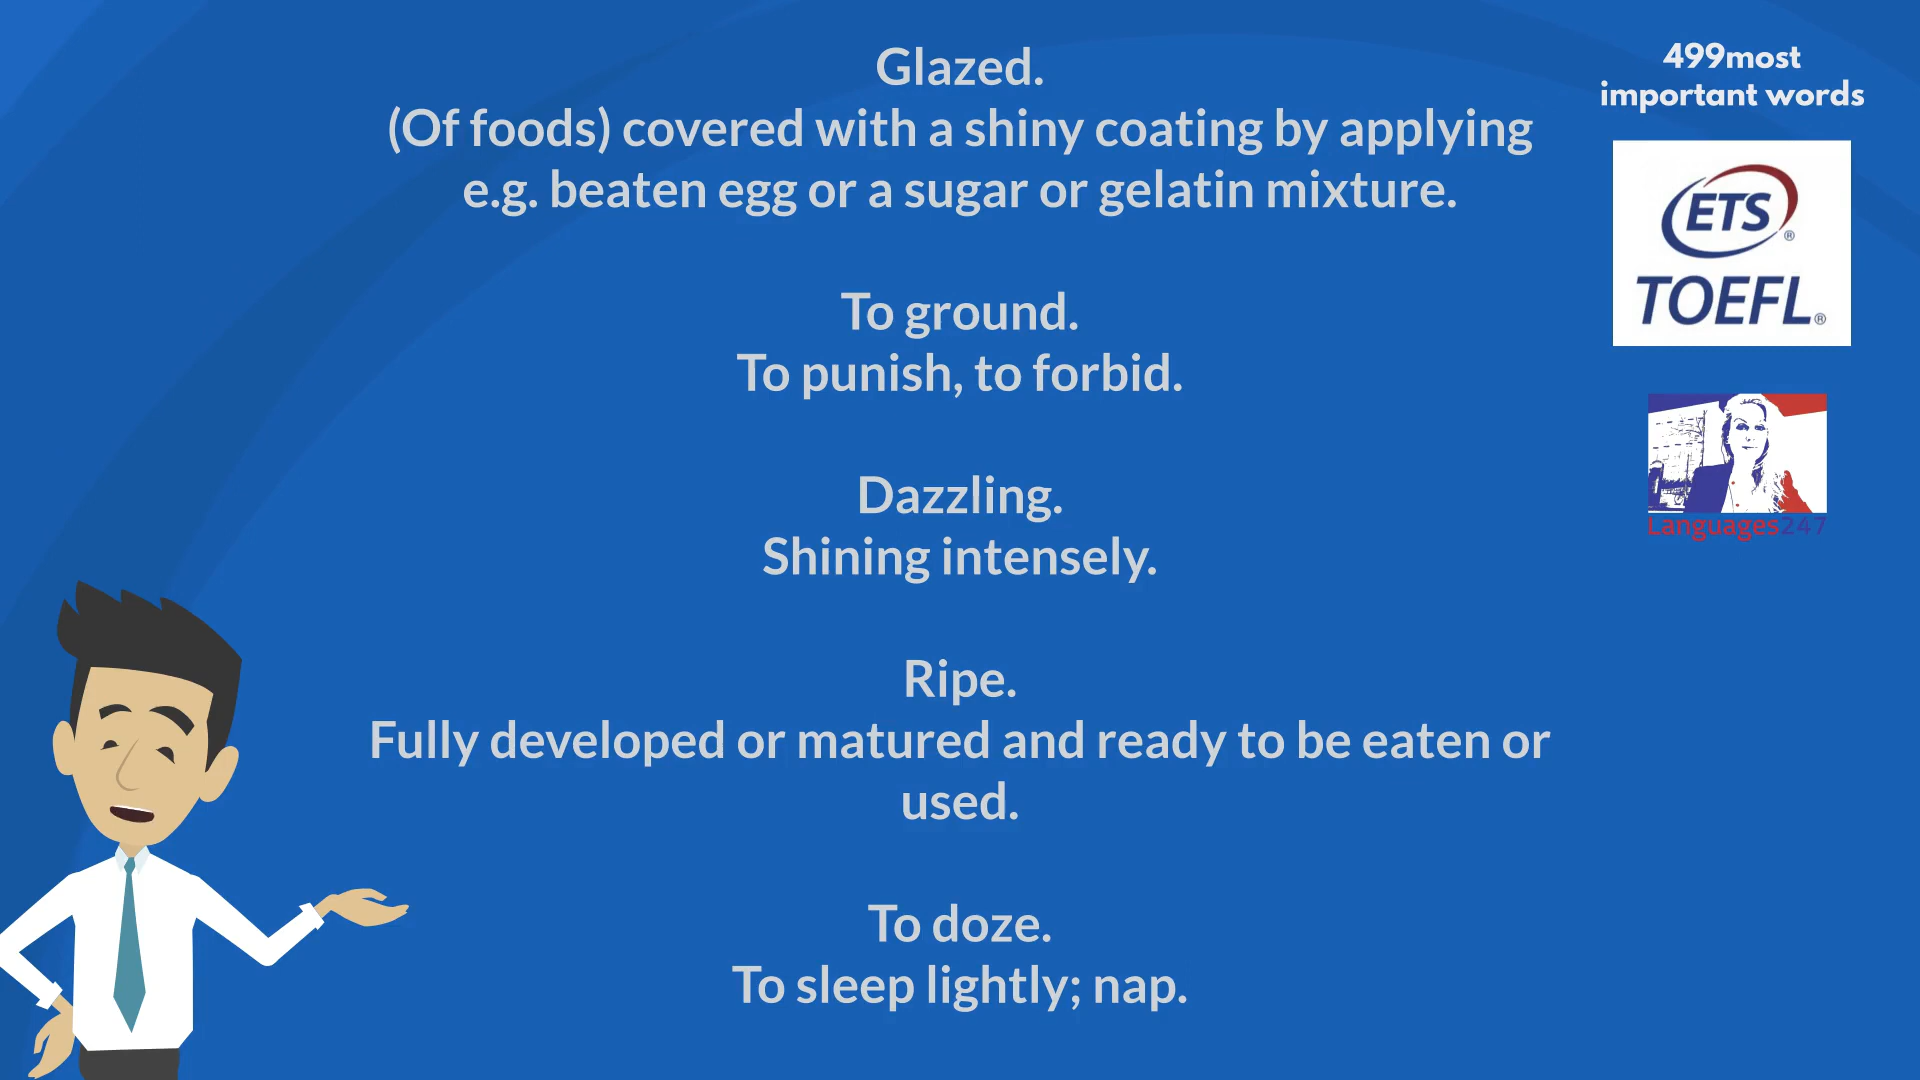 Glazed.
(Of foods) covered with a shiny coating by applying
e.g. beaten egg or a sugar or gelatin mixture.
To ground.
To punish, to forbid.
Dazzling.
Shining intensely.
Ripe.
Fully developed or matured and ready to be eaten or
used.
To doze.
To sleep lightly; nap.
499most
important words
ETS®
TOEFL®
Languages247